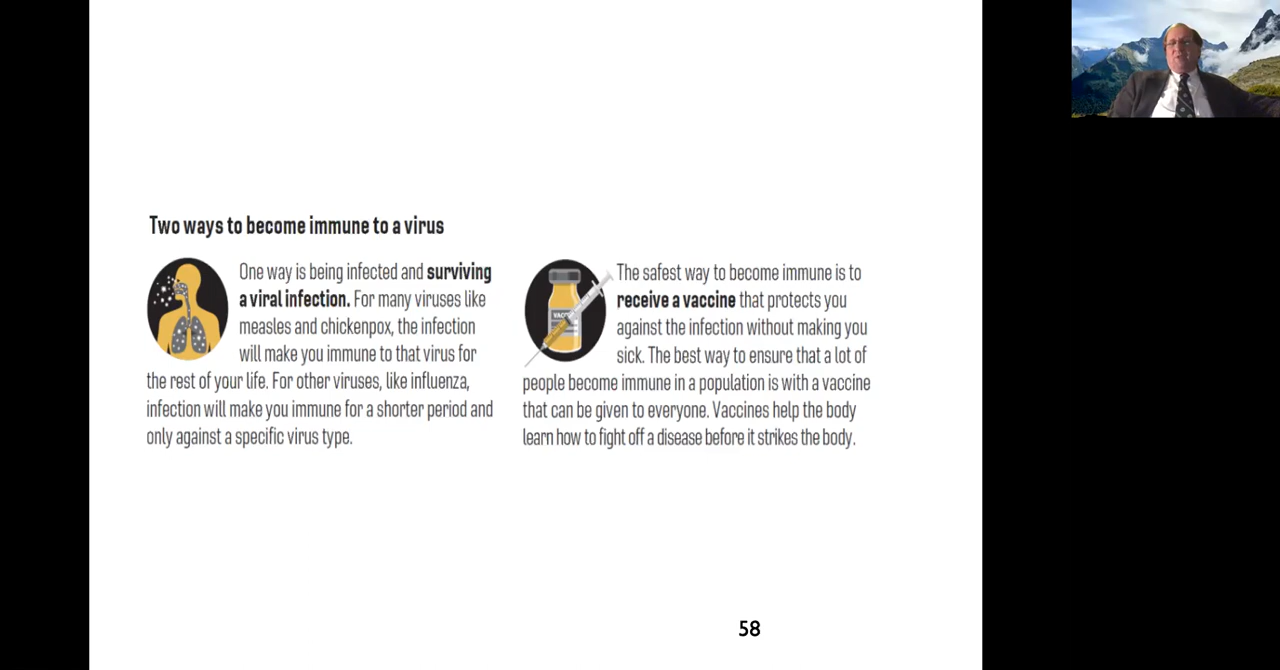 Two ways to become immune to a virus
One way is being infected and surviving
a viral infection. For many viruses like
measles and chickenpox, the infection
will make you immune to that virus for
the rest of your life. For other viruses, like influenza,
infection will make you immune for a shorter period and
only against a specific virus type.
The safest way to become immune is to
receive a vaccine that protects you
against the infection without making you
sick. The best way to ensure that a lot of
people become immune in a population is with a vaccine
that can be given to everyone. Vaccines help the body
learn how to fight off a disease before it strikes the body.
58